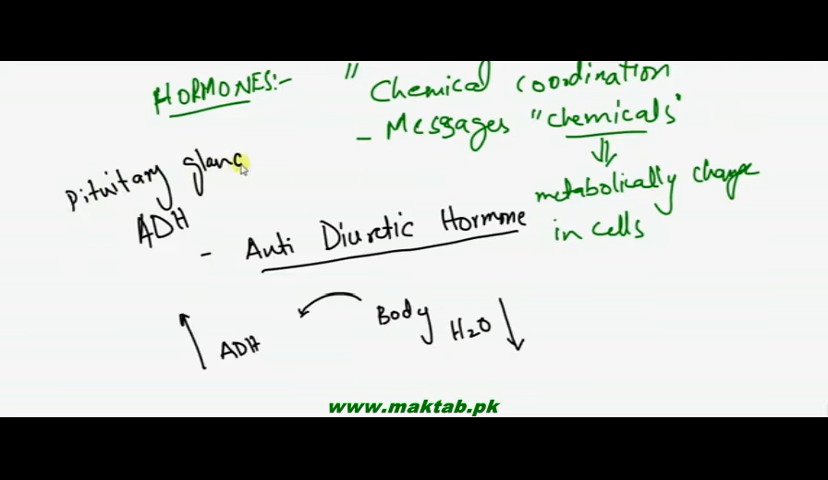 HORMONES:-
" Chemical coordination
- Messages "chemicals"
⇓
metabolically change
in cells
Pituitary glan
ADH
- Anti Diuretic Hormone
↑ ADH
Body H₂O ↓
www.maktab.pk